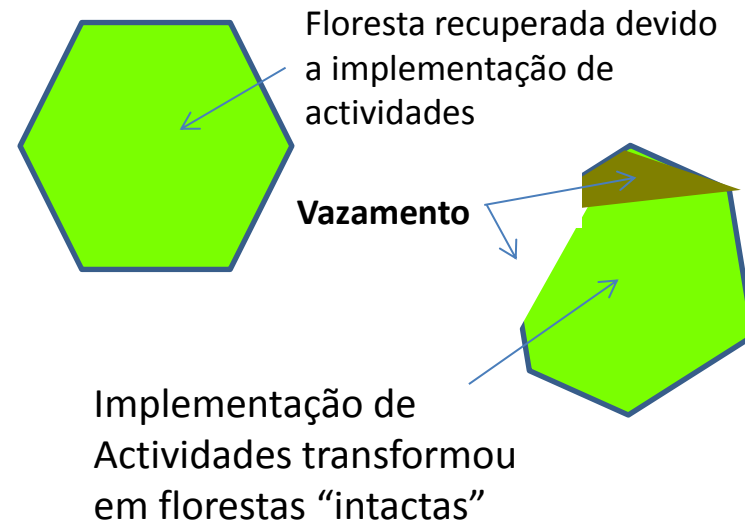 Floresta recuperada devido
a implementação de
actividades
Vazamento
Implementação de
Actividades transformou
em florestas “intactas”